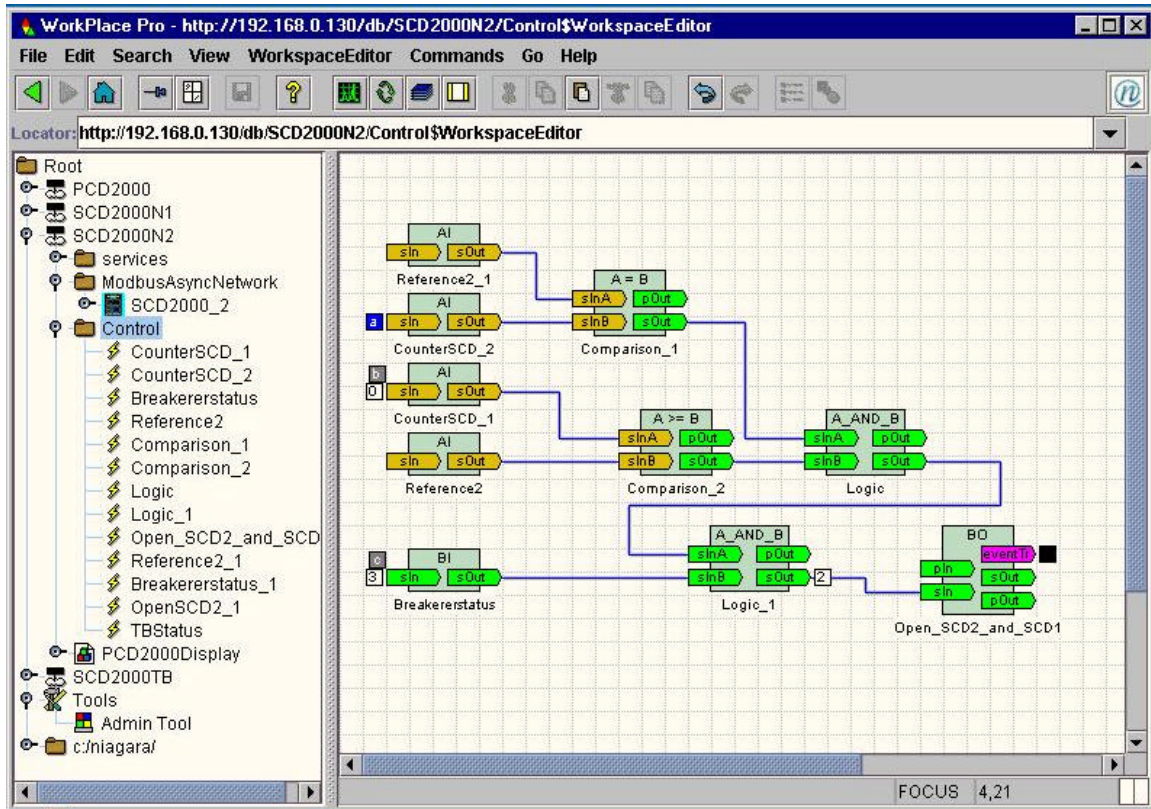 WorkPlace Pro - http://192.168.0.130/db/SCD2000N2/Control$WorkspaceEditor
File Edit Search View WorkspaceEditor Commands Go Help
n
Locator: http://192.168.0.130/db/SCD2000N2/Control$WorkspaceEditor
Root
PCD2000
SCD2000N1
SCD2000N2
services
ModbusAsyncNetwork
SCD2000_2
Control
CounterSCD_1
CounterSCD_2
Breakererstatus
Reference2
Comparison_1
Comparison_2
Logic
Logic_1
Open_SCD2_and_SCD
Reference2_1
Breakererstatus_1
OpenSCD2_1
TBStatus
PCD2000Display
SCD2000TB
Tools
Admin Tool
c:/niagara/
AI
sIn sOut
Reference2_1
AI
a sIn sOut
CounterSCD_2
A = B
sInA pOut
sInB sOut
Comparison_1
b AI
0 sIn sOut
CounterSCD_1
AI
sIn sOut
Reference2
A >= B
sInA pOut
sInB sOut
Comparison_2
A_AND_B
sInA pOut
sInB sOut
Logic
c BI
3 sIn sOut
Breakererstatus
A_AND_B
sInA pOut
sInB sOut 2
Logic_1
BO
eventTr
pIn sOut
sIn pOut
Open_SCD2_and_SCD1
FOCUS 4,21